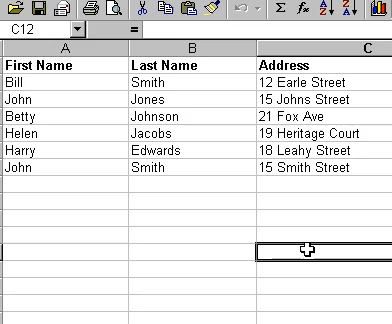 C12 =
A B C
First Name Last Name Address
Bill Smith 12 Earle Street
John Jones 15 Johns Street
Betty Johnson 21 Fox Ave
Helen Jacobs 19 Heritage Court
Harry Edwards 18 Leahy Street
John Smith 15 Smith Street